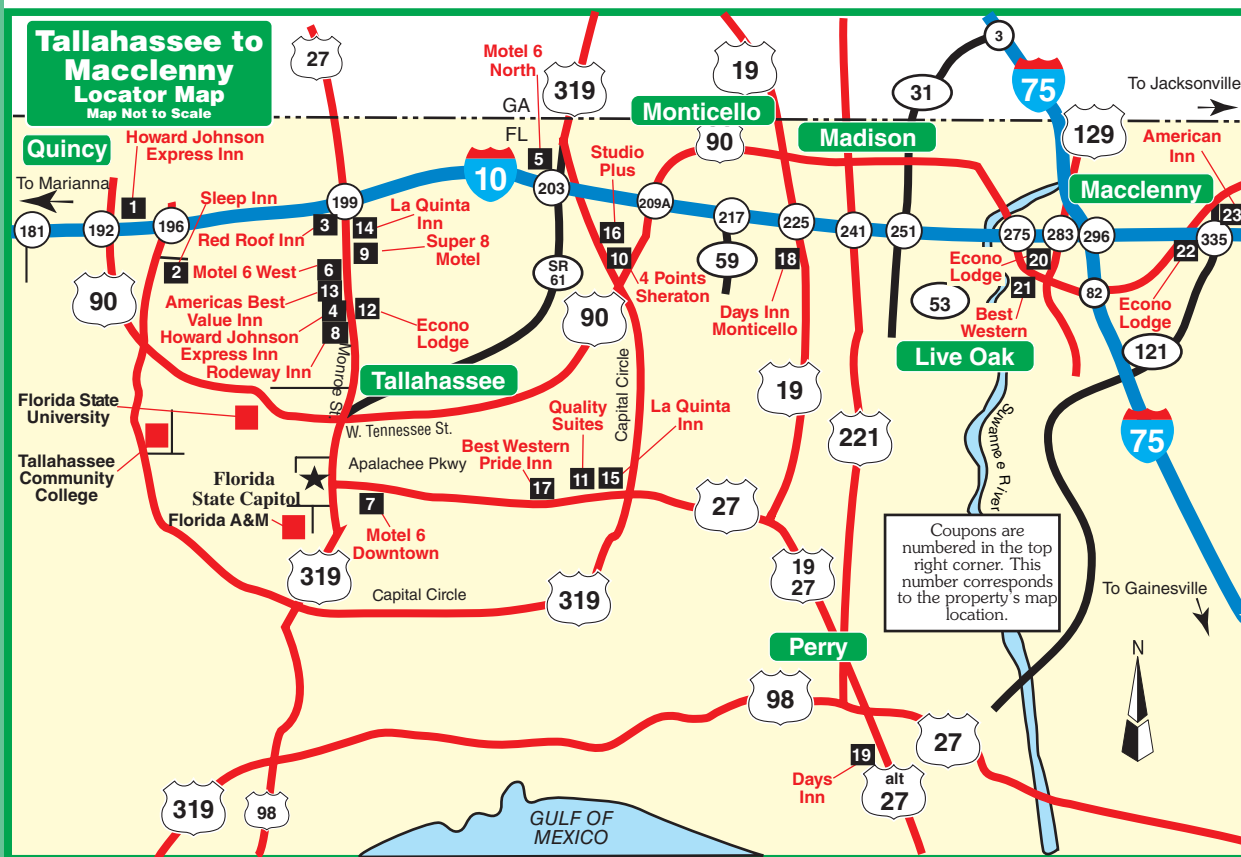 Tallahassee to
Macclenny
Locator Map
Map Not to Scale
27
Motel 6
North
319
19
3
31
75
To Jacksonville
GA
FL
Monticello
Madison
129
American
Inn
Quincy
Howard Johnson
Express Inn
90
To Marianna
Sleep Inn
5
Studio
Plus
10
203
209A
Macclenny
1
199
La Quinta
Inn
14
3
Red Roof Inn
23
181
192
196
217
225
241
251
275
283
296
335
16
Super 8
Motel
9
10
4 Points
Sheraton
59
18
20
22
2
Motel 6 West
6
SR
61
Econo
Lodge
21
82
90
Americas Best
Value Inn
13
4
12
Howard Johnson
Express Inn
8
Rodeway Inn
Econo
Lodge
90
Days Inn
Monticello
53
Best
Western
Econo
Lodge
121
Monroe St.
Tallahassee
Capital Circle
19
Live Oak
Florida State
University
W. Tennessee St.
Quality
Suites
La Quinta
Inn
221
Suwannee River
75
Tallahassee
Community
College
Apalachee Pkwy
Best Western
Pride Inn
17
11
15
Florida
State Capitol
Florida A&M
7
Motel 6
Downtown
27
319
19
27
Coupons are
numbered in the top
right corner. This
number corresponds
to the property's map
location.
Capital Circle
319
To Gainesville
Perry
N
98
27
19
Days
Inn
alt
27
319
98
GULF OF
MEXICO